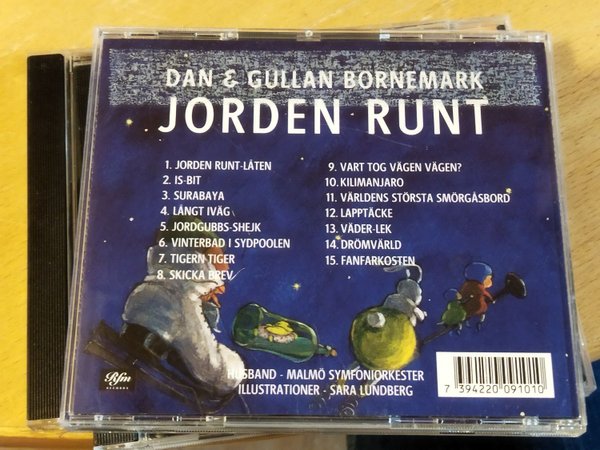 DAN & GULLAN BORNEMARK
JORDEN RUNT
1. JORDEN RUNT-LÅTEN
2. IS-BIT
3. SURABAYA
4. LÅNGT IVÄG
5. JORDGUBBS-SHEJK
6. VINTERBAD I SYDPOOLEN
7. TIGERN TIGER
8. SKICKA BREV
9. VART TOG VÄGEN VÄGEN?
10. KILIMANJARO
11. VÄRLDENS STÖRSTA SMÖRGÅSBORD
12. LAPPTÄCKE
13. VÄDER-LEK
14. DRÖMVÄRLD
15. FANFARKOSTEN
HUSBAND - MALMÖ SYMFONIORKESTER
ILLUSTRATIONER - SARA LUNDBERG
Rfm
RECORDS
7 394220 091010